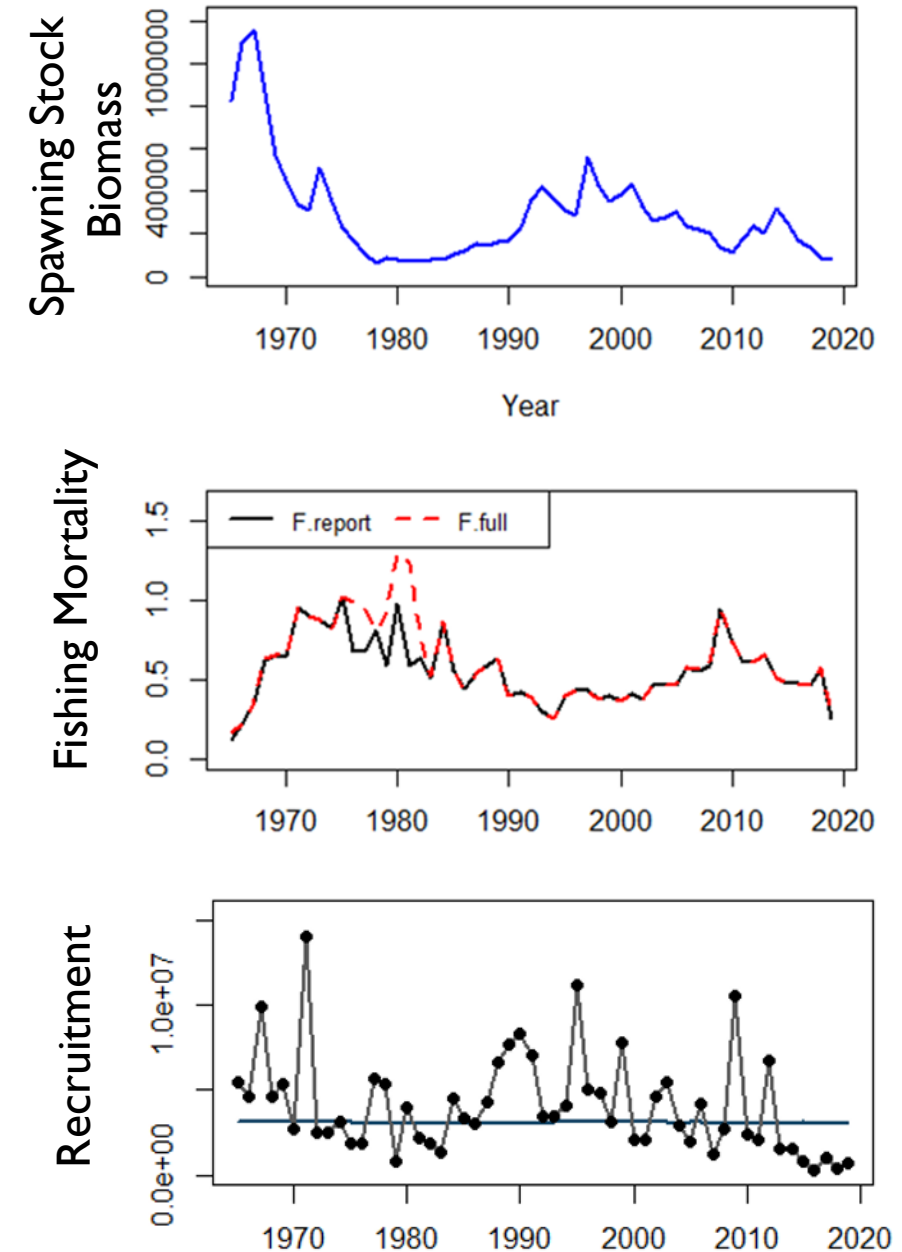 Spawning Stock
Biomass
1000000
400000
0
1970 1980 1990 2000 2010 2020
Year
Fishing Mortality
1.5
1.0
0.5
0.0
F.report F.full
1970 1980 1990 2000 2010 2020
Recruitment
1.0e+07
0.0e+00
1970 1980 1990 2000 2010 2020